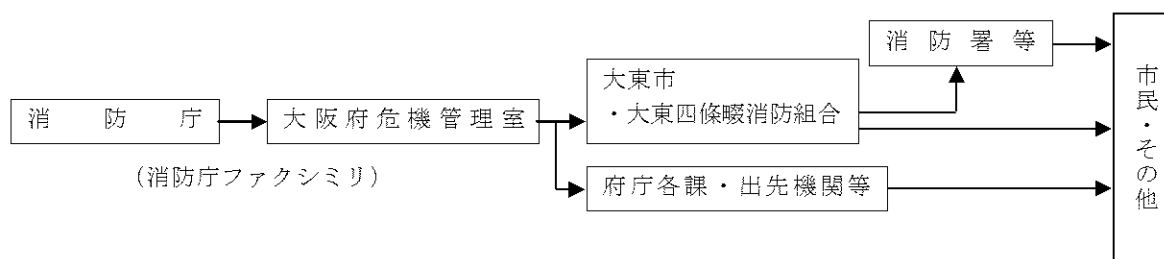 消防庁
(消防庁ファクシミリ)
大阪府危機管理室
大東市
・大東四條畷消防組合
消防署等
府庁各課・出先機関等
市民・その他